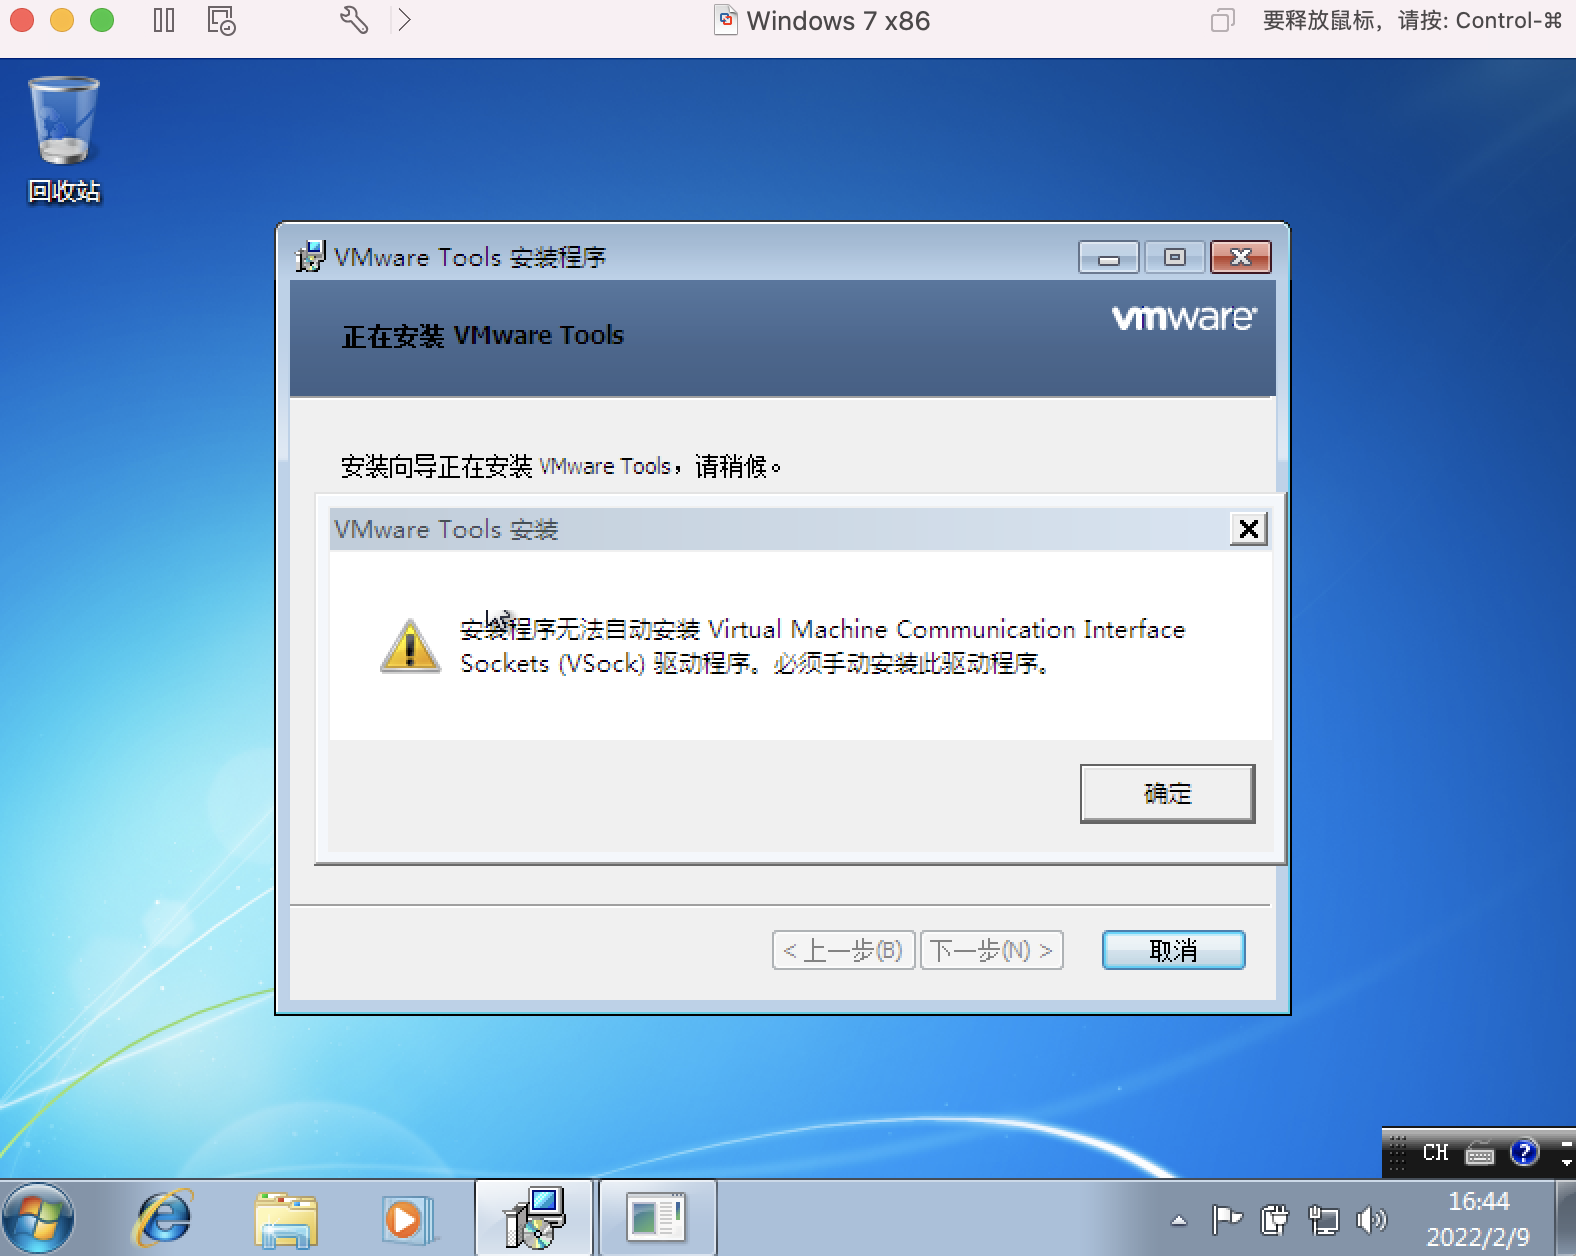 Windows 7 x86
要释放鼠标，请按: Control-⌘
回收站
VMware Tools 安装程序
正在安装 VMware Tools
vmware
安装向导正在安装 VMware Tools，请稍候。
VMware Tools 安装
安装程序无法自动安装 Virtual Machine Communication Interface
Sockets (VSock) 驱动程序。必须手动安装此驱动程序。
确定
< 上一步(B)
下一步(N) >
取消
CH
16:44
2022/2/9